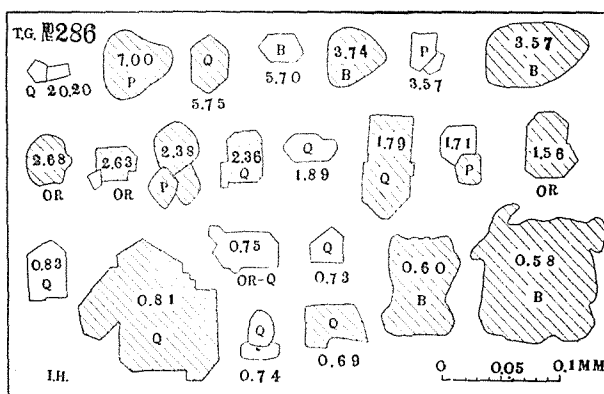 T.G. № 286
Q 20.20
7.00 P
Q 5.75
B 5.70
3.74 B
P 3.57
3.57 B
2.68 OR
2.63 OR
2.38 P
2.36 Q
Q 1.89
1.79 Q
1.71 P
1.56 OR
0.83 Q
0.81 Q
0.75 OR-Q
Q 0.73
0.60 B
0.58 B
Q 0.74
Q 0.69
I.H.
0 0.05 0.1MM